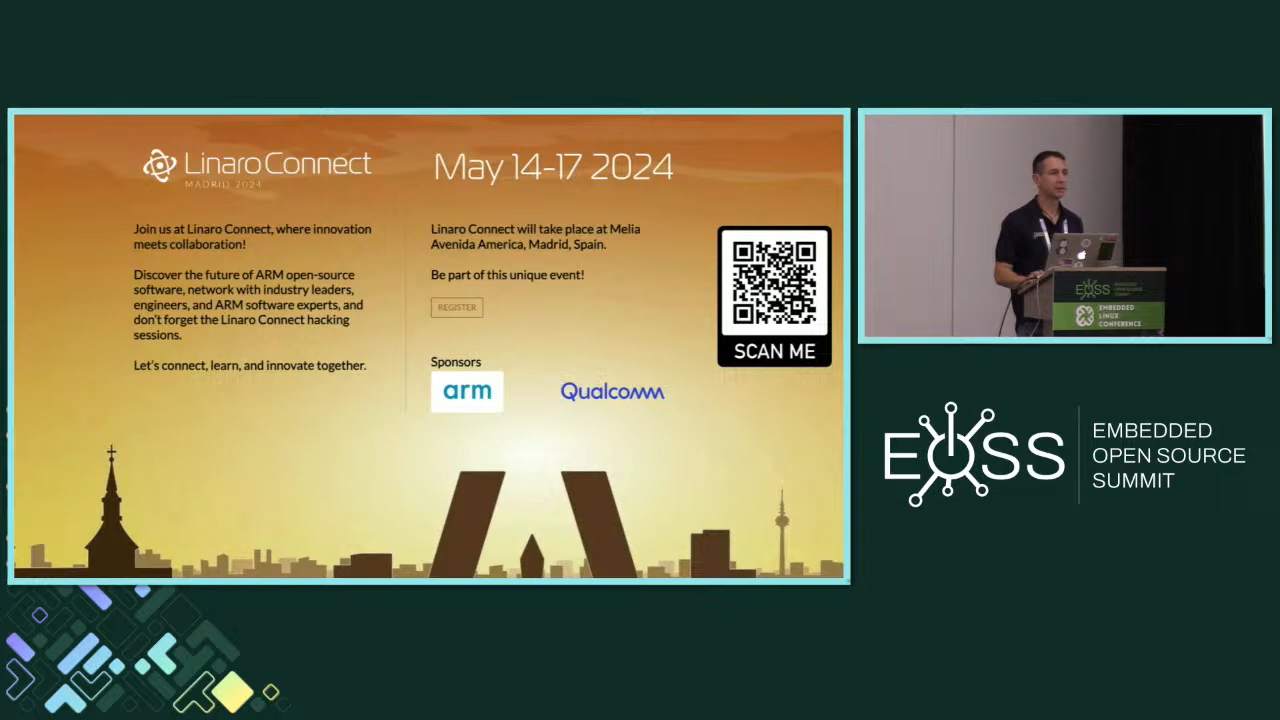 Linaro Connect
MADRID 2024
May 14-17 2024
Join us at Linaro Connect, where innovation
meets collaboration!
Discover the future of ARM open-source
software, network with industry leaders,
engineers, and ARM software experts, and
don't forget the Linaro Connect hacking
sessions.
Let's connect, learn, and innovate together.
Linaro Connect will take place at Melia
Avenida America, Madrid, Spain.
Be part of this unique event!
REGISTER
Sponsors
arm
Qualcomm
SCAN ME
EOSS
EMBEDDED
LINUX
CONFERENCE
EOSS
EMBEDDED
OPEN SOURCE
SUMMIT